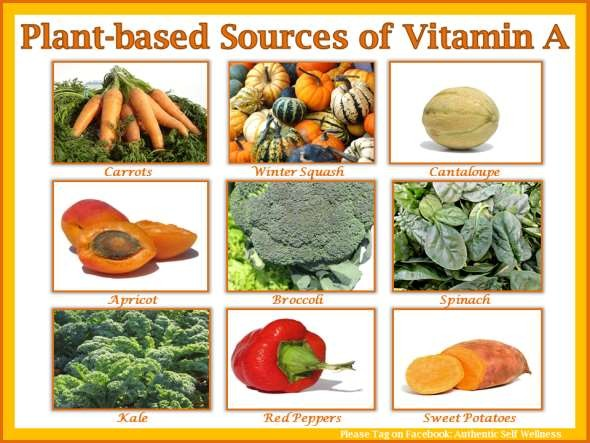 Plant-based Sources of Vitamin A
Carrots
Winter Squash
Cantaloupe
Apricot
Broccoli
Spinach
Kale
Red Peppers
Sweet Potatoes
Please Tag on Facebook: Authentic Self Wellness